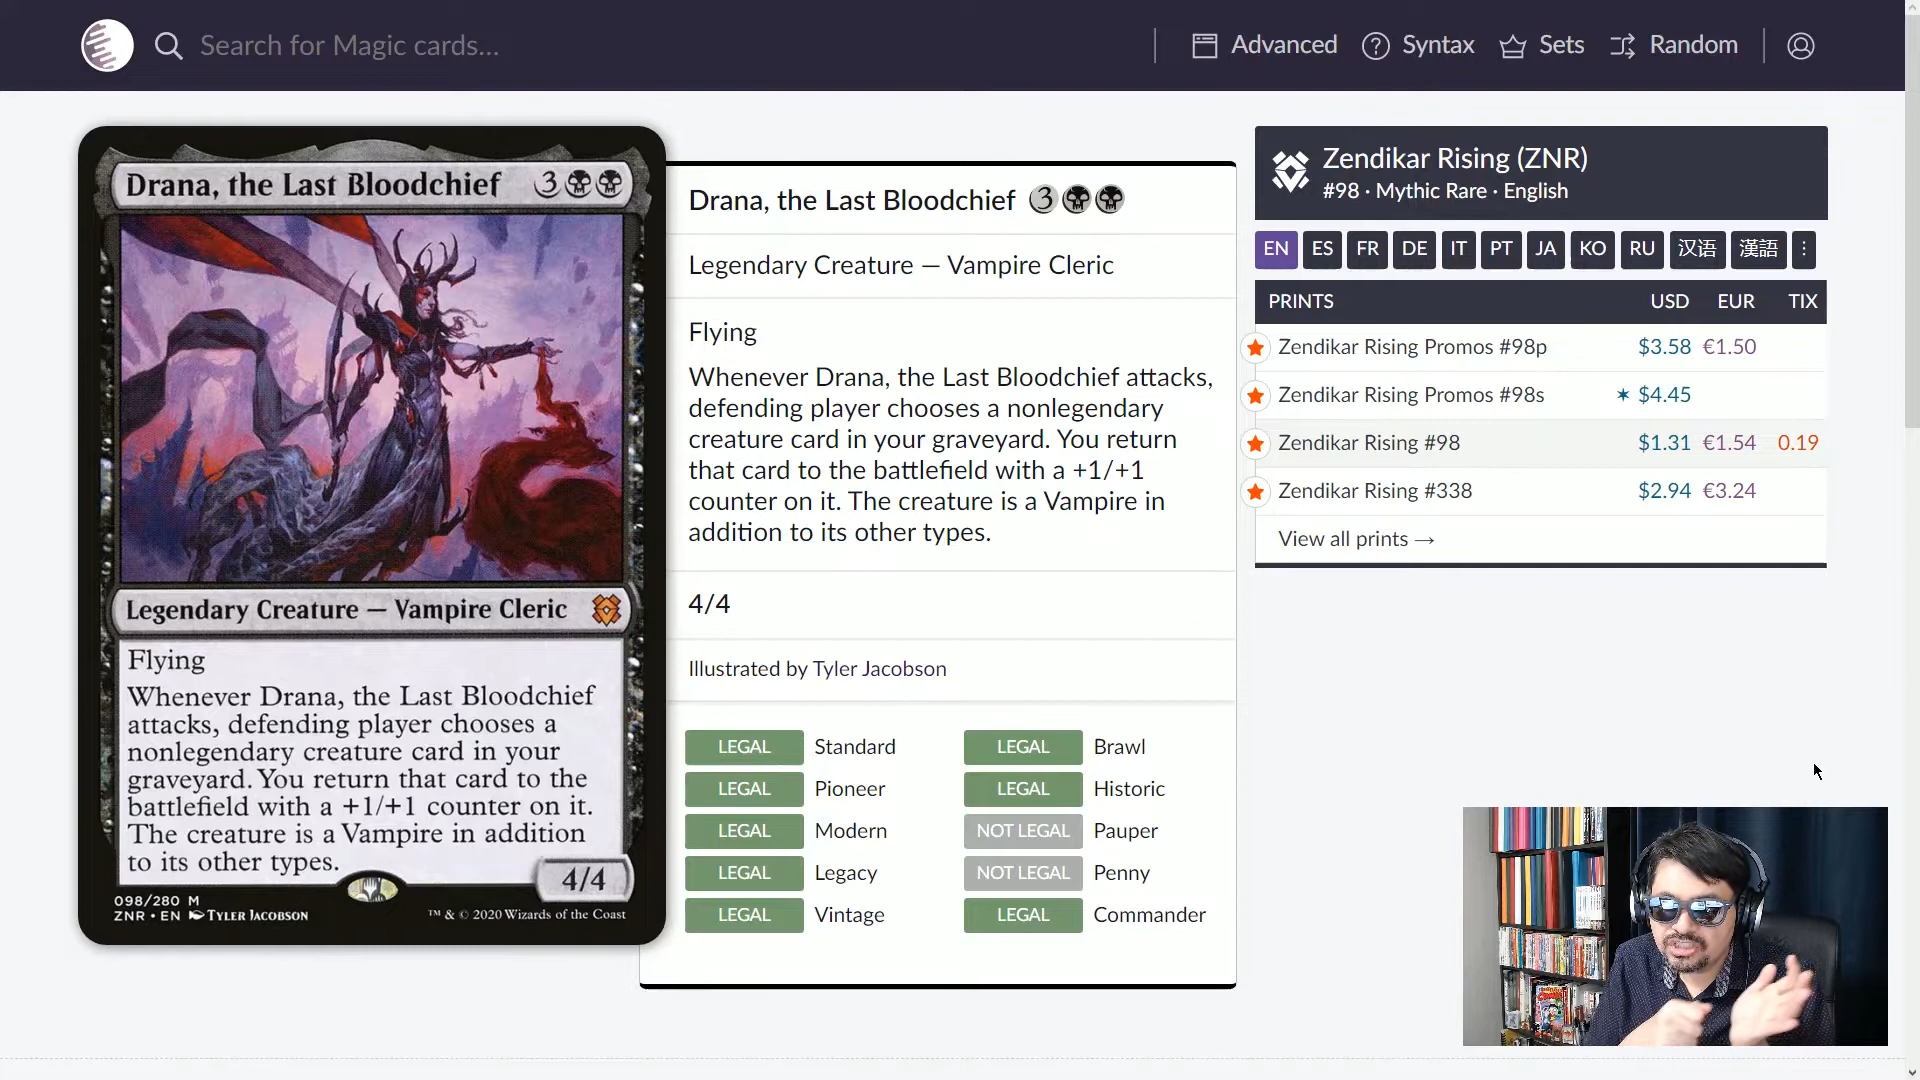 Search for Magic cards...
Advanced
Syntax
Sets
Random
Drana, the Last Bloodchief 3
Legendary Creature — Vampire Cleric
Flying
Whenever Drana, the Last Bloodchief
attacks, defending player chooses a
nonlegendary creature card in your
graveyard. You return that card to the
battlefield with a +1/+1 counter on it.
The creature is a Vampire in addition
to its other types.
4/4
098/280 M
ZNR • EN TYLER JACOBSON
™ & © 2020 Wizards of the Coast
Drana, the Last Bloodchief 3
Legendary Creature — Vampire Cleric
Flying
Whenever Drana, the Last Bloodchief attacks,
defending player chooses a nonlegendary
creature card in your graveyard. You return
that card to the battlefield with a +1/+1
counter on it. The creature is a Vampire in
addition to its other types.
4/4
Illustrated by Tyler Jacobson
LEGAL Standard LEGAL Brawl
LEGAL Pioneer LEGAL Historic
LEGAL Modern NOT LEGAL Pauper
LEGAL Legacy NOT LEGAL Penny
LEGAL Vintage LEGAL Commander
Zendikar Rising (ZNR)
#98 · Mythic Rare · English
EN ES FR DE IT PT JA KO RU 汉语 漢語
PRINTS USD EUR TIX
Zendikar Rising Promos #98p $3.58 €1.50
Zendikar Rising Promos #98s ✶ $4.45
Zendikar Rising #98 $1.31 €1.54 0.19
Zendikar Rising #338 $2.94 €3.24
View all prints →